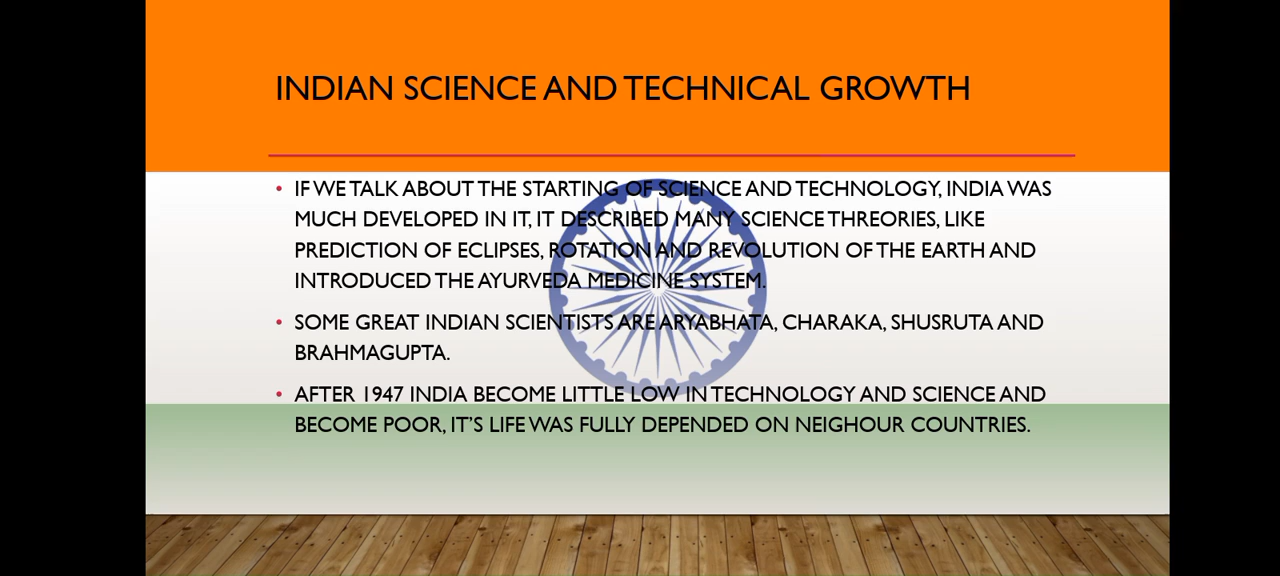 INDIAN SCIENCE AND TECHNICAL GROWTH
• IF WE TALK ABOUT THE STARTING OF SCIENCE AND TECHNOLOGY, INDIA WAS
MUCH DEVELOPED IN IT, IT DESCRIBED MANY SCIENCE THREORIES, LIKE
PREDICTION OF ECLIPSES, ROTATION AND REVOLUTION OF THE EARTH AND
INTRODUCED THE AYURVEDA MEDICINE SYSTEM.
• SOME GREAT INDIAN SCIENTISTS ARE ARYABHATA, CHARAKA, SHUSRUTA AND
BRAHMAGUPTA.
• AFTER 1947 INDIA BECOME LITTLE LOW IN TECHNOLOGY AND SCIENCE AND
BECOME POOR, IT'S LIFE WAS FULLY DEPENDED ON NEIGHOUR COUNTRIES.